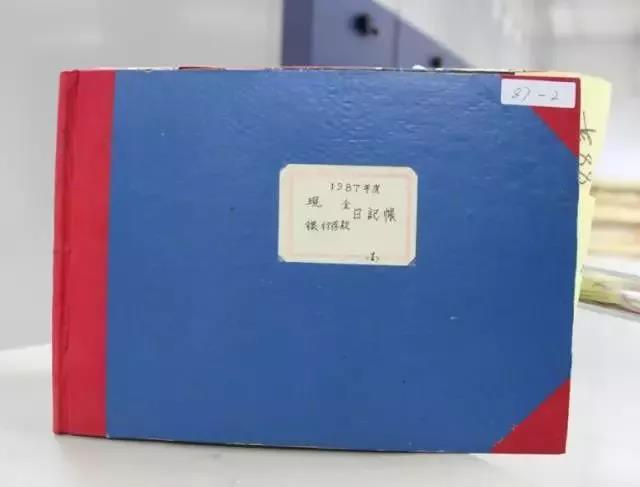 87-2
1987年度
現金
日記帳
銀行存款